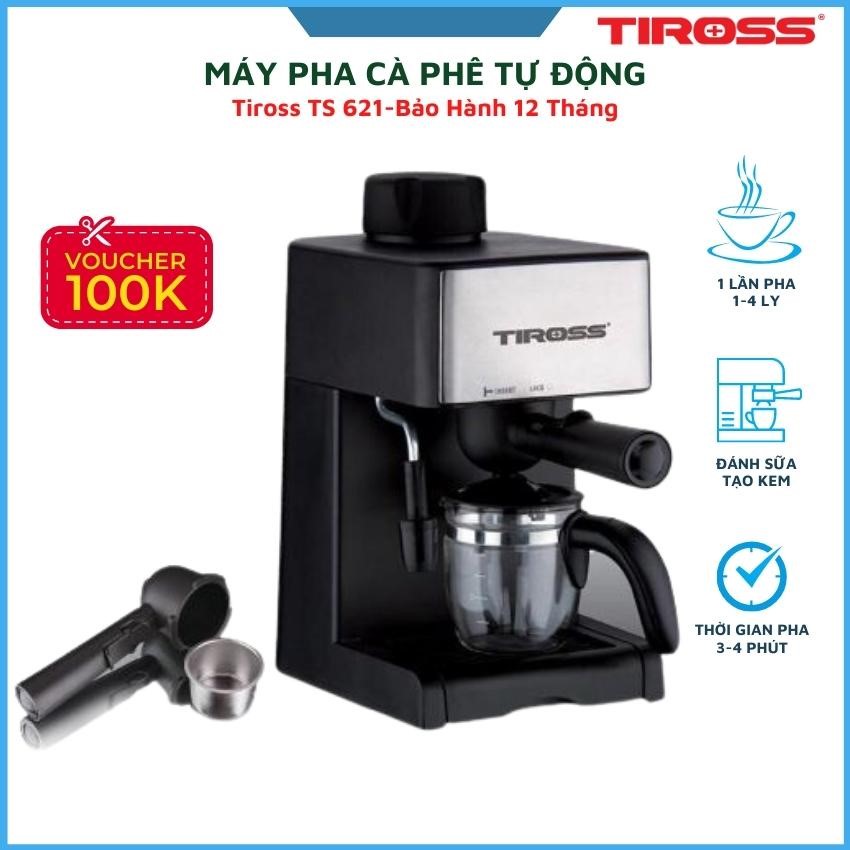 TIROSS
MÁY PHA CÀ PHÊ TỰ ĐỘNG
Tiross TS 621-Bảo Hành 12 Tháng
VOUCHER
100K
1 LẦN PHA
1-4 LY
TIROSS
ĐÁNH SỮA
TẠO KEM
THỜI GIAN PHA
3-4 PHÚT